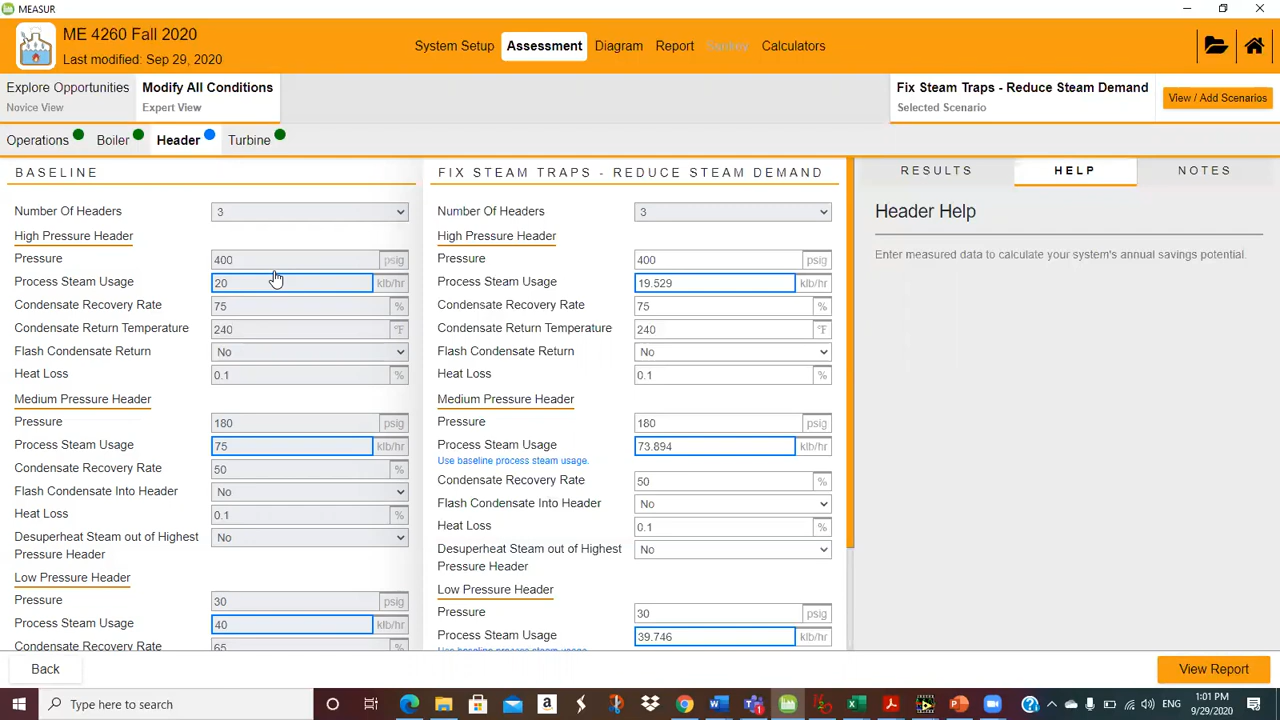 MEASUR
ME 4260 Fall 2020
Last modified: Sep 29, 2020
System Setup Assessment Diagram Report Sankey Calculators
Explore Opportunities
Novice View
Modify All Conditions
Expert View
Fix Steam Traps - Reduce Steam Demand
Selected Scenario
View / Add Scenarios
Operations Boiler Header Turbine
BASELINE
FIX STEAM TRAPS - REDUCE STEAM DEMAND
RESULTS HELP NOTES
Number Of Headers 3
High Pressure Header
Pressure 400 psig
Process Steam Usage 20 klb/hr
Condensate Recovery Rate 75 %
Condensate Return Temperature 240 °F
Flash Condensate Return No
Heat Loss 0.1 %
Medium Pressure Header
Pressure 180 psig
Process Steam Usage 75 klb/hr
Condensate Recovery Rate 50 %
Flash Condensate Into Header No
Heat Loss 0.1 %
Desuperheat Steam out of Highest
Pressure Header
No
Low Pressure Header
Pressure 30 psig
Process Steam Usage 40 klb/hr
Condensate Recovery Rate 65
Number Of Headers 3
High Pressure Header
Pressure 400 psig
Process Steam Usage 19.529 klb/hr
Condensate Recovery Rate 75 %
Condensate Return Temperature 240 °F
Flash Condensate Return No
Heat Loss 0.1 %
Medium Pressure Header
Pressure 180 psig
Process Steam Usage 73.894 klb/hr
Use baseline process steam usage.
Condensate Recovery Rate 50 %
Flash Condensate Into Header No
Heat Loss 0.1 %
Desuperheat Steam out of Highest
Pressure Header
No
Low Pressure Header
Pressure 30 psig
Process Steam Usage 39.746 klb/hr
Use baseline process steam usage.
Header Help
Enter measured data to calculate your system's annual savings potential.
Back
View Report
Type here to search
1:01 PM
9/29/2020